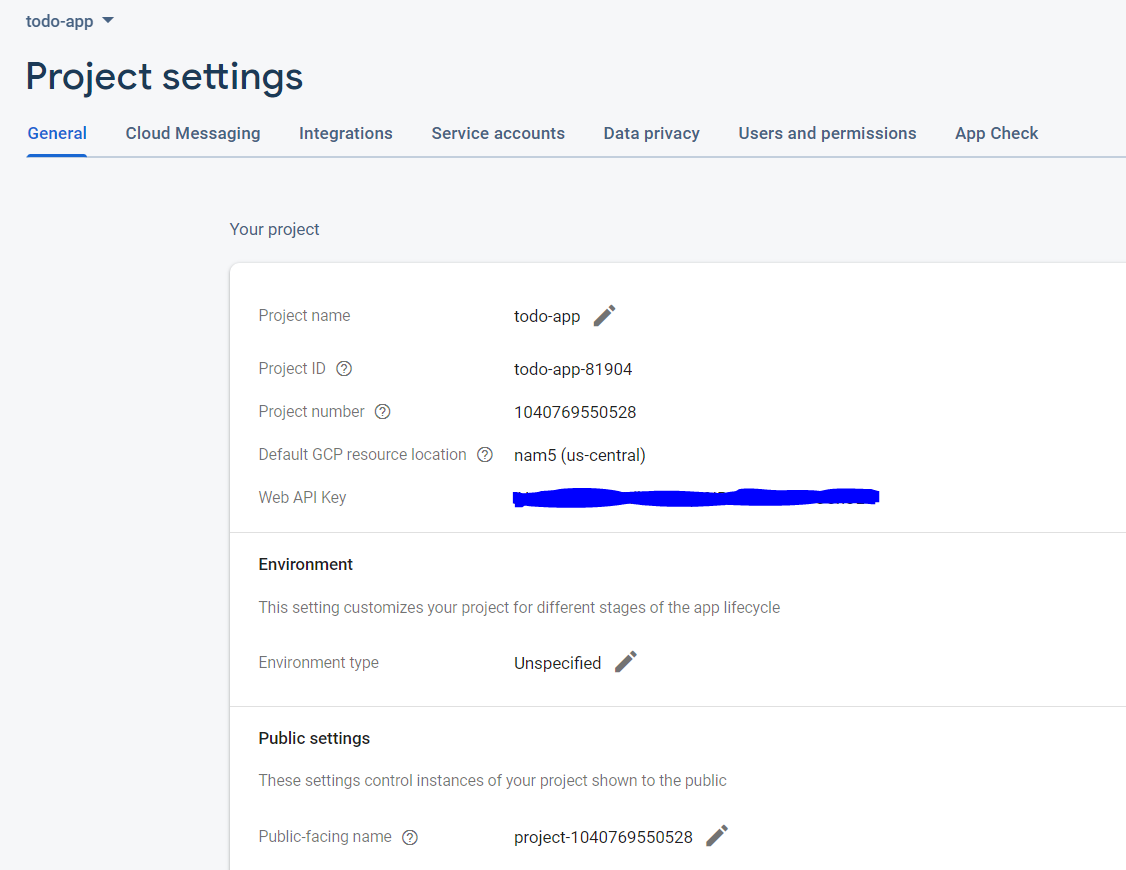 todo-app
Project settings
General Cloud Messaging Integrations Service accounts Data privacy Users and permissions App Check
Your project
Project name todo-app
Project ID todo-app-81904
Project number 1040769550528
Default GCP resource location nam5 (us-central)
Web API Key
Environment
This setting customizes your project for different stages of the app lifecycle
Environment type Unspecified
Public settings
These settings control instances of your project shown to the public
Public-facing name project-1040769550528